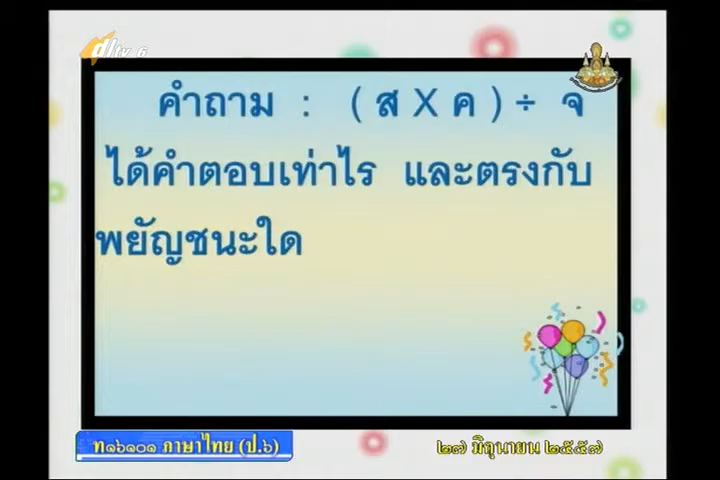 dltv 6
คำถาม : ( ส X ค ) ÷ จ
ได้คำตอบเท่าไร และตรงกับ
พยัญชนะใด
ท๑๖๑๐๑ ภาษาไทย (ป.๖)
๒๗ มิถุนายน ๒๕๕๗